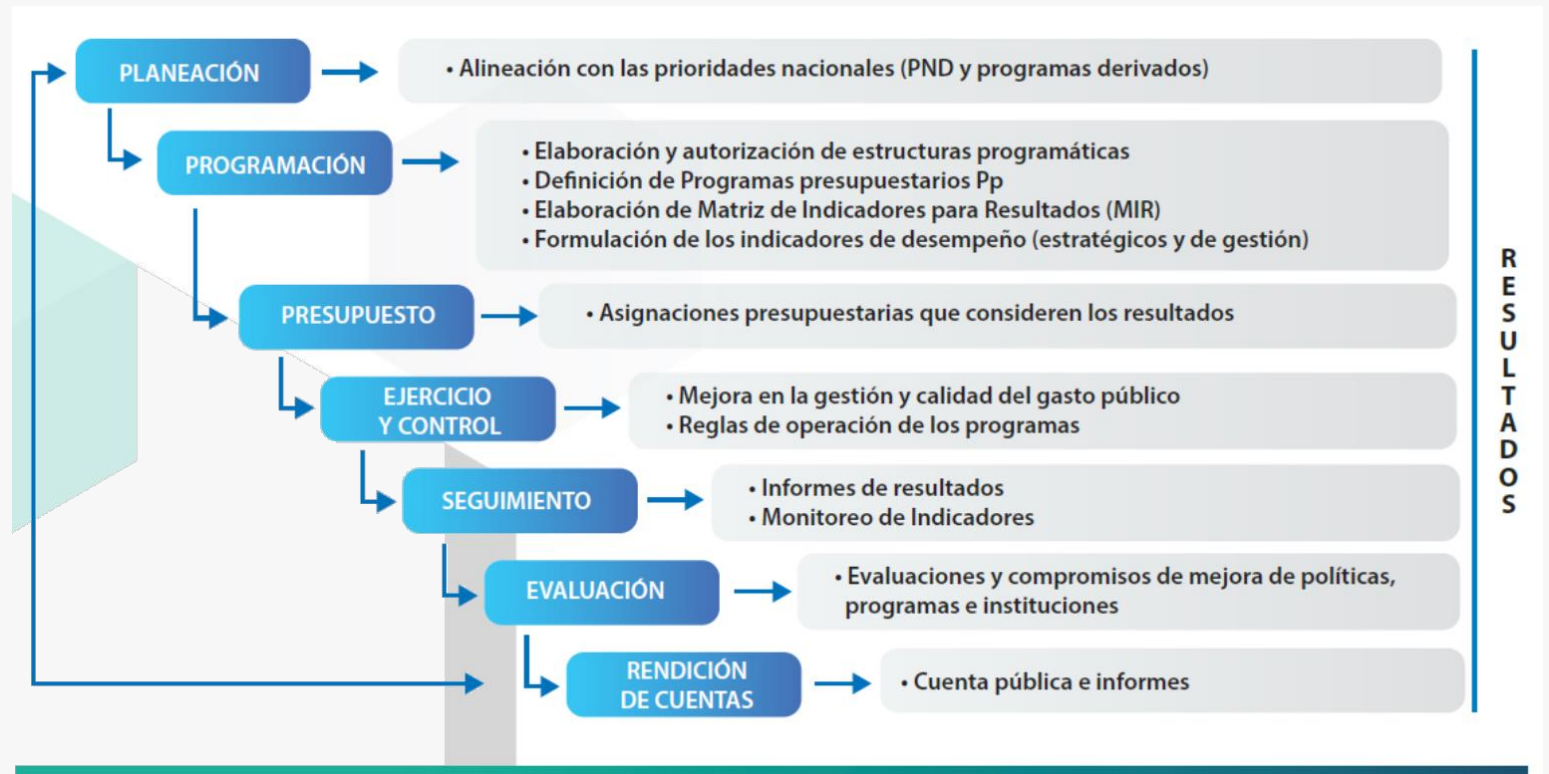 PLANEACIÓN
• Alineación con las prioridades nacionales (PND y programas derivados)
PROGRAMACIÓN
• Elaboración y autorización de estructuras programáticas
• Definición de Programas presupuestarios Pp
• Elaboración de Matriz de Indicadores para Resultados (MIR)
• Formulación de los indicadores de desempeño (estratégicos y de gestión)
PRESUPUESTO
• Asignaciones presupuestarias que consideren los resultados
EJERCICIO
Y CONTROL
• Mejora en la gestión y calidad del gasto público
• Reglas de operación de los programas
SEGUIMIENTO
• Informes de resultados
• Monitoreo de Indicadores
EVALUACIÓN
• Evaluaciones y compromisos de mejora de políticas,
programas e instituciones
RENDICIÓN
DE CUENTAS
• Cuenta pública e informes
RESULTADOS